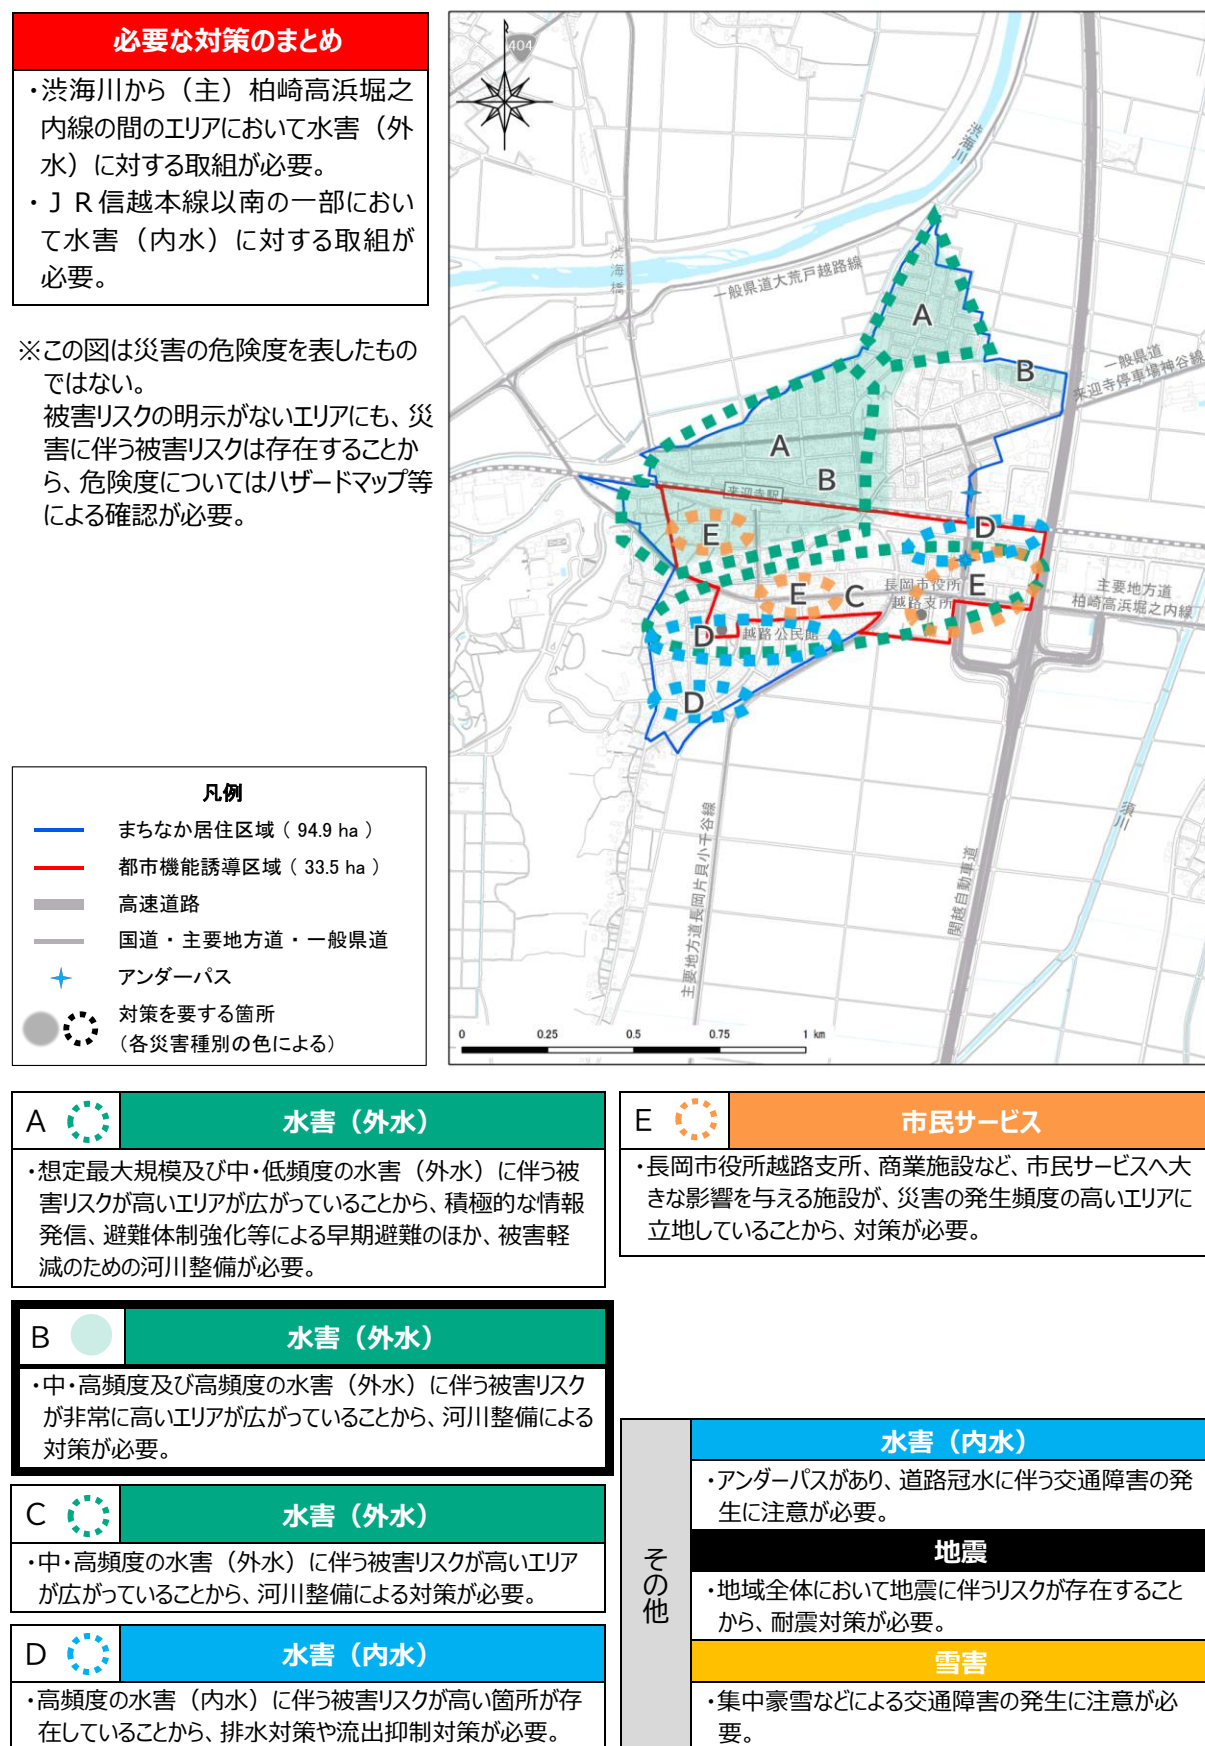 必要な対策のまとめ
・渋海川から（主）柏崎高浜堀之
内線の間のエリアにおいて水害（外
水）に対する取組が必要。
・ＪＲ信越本線以南の一部におい
て水害（内水）に対する取組が
必要。
※この図は災害の危険度を表したもの
ではない。
被害リスクの明示がないエリアにも、災
害に伴う被害リスクは存在することか
ら、危険度についてはハザードマップ等
による確認が必要。
404
渋海川
渋海橋
一般県道大荒戸越路線
A
B
一般県道
来迎寺停車場神谷線
A
B
来迎寺駅
E
D
E
C
長岡市役所
越路支所
E
主要地方道
柏崎高浜堀之内線
D
越路公民館
D
須川
主要地方道長岡片貝小千谷線
関越自動車道
0 0.25 0.5 0.75 1 km
凡例
まちなか居住区域（ 94.9 ha ）
都市機能誘導区域（ 33.5 ha ）
高速道路
国道・主要地方道・一般県道
アンダーパス
対策を要する箇所
（各災害種別の色による）
A 水害（外水）
・想定最大規模及び中・低頻度の水害（外水）に伴う被
害リスクが高いエリアが広がっていることから、積極的な情報
発信、避難体制強化等による早期避難のほか、被害軽
減のための河川整備が必要。
B 水害（外水）
・中・高頻度及び高頻度の水害（外水）に伴う被害リスク
が非常に高いエリアが広がっていることから、河川整備による
対策が必要。
C 水害（外水）
・中・高頻度の水害（外水）に伴う被害リスクが高いエリア
が広がっていることから、河川整備による対策が必要。
D 水害（内水）
・高頻度の水害（内水）に伴う被害リスクが高い箇所が存
在していることから、排水対策や流出抑制対策が必要。
E 市民サービス
・長岡市役所越路支所、商業施設など、市民サービスへ大
きな影響を与える施設が、災害の発生頻度の高いエリアに
立地していることから、対策が必要。
その他
水害（内水）
・アンダーパスがあり、道路冠水に伴う交通障害の発
生に注意が必要。
地震
・地域全体において地震に伴うリスクが存在すること
から、耐震対策が必要。
雪害
・集中豪雪などによる交通障害の発生に注意が必
要。